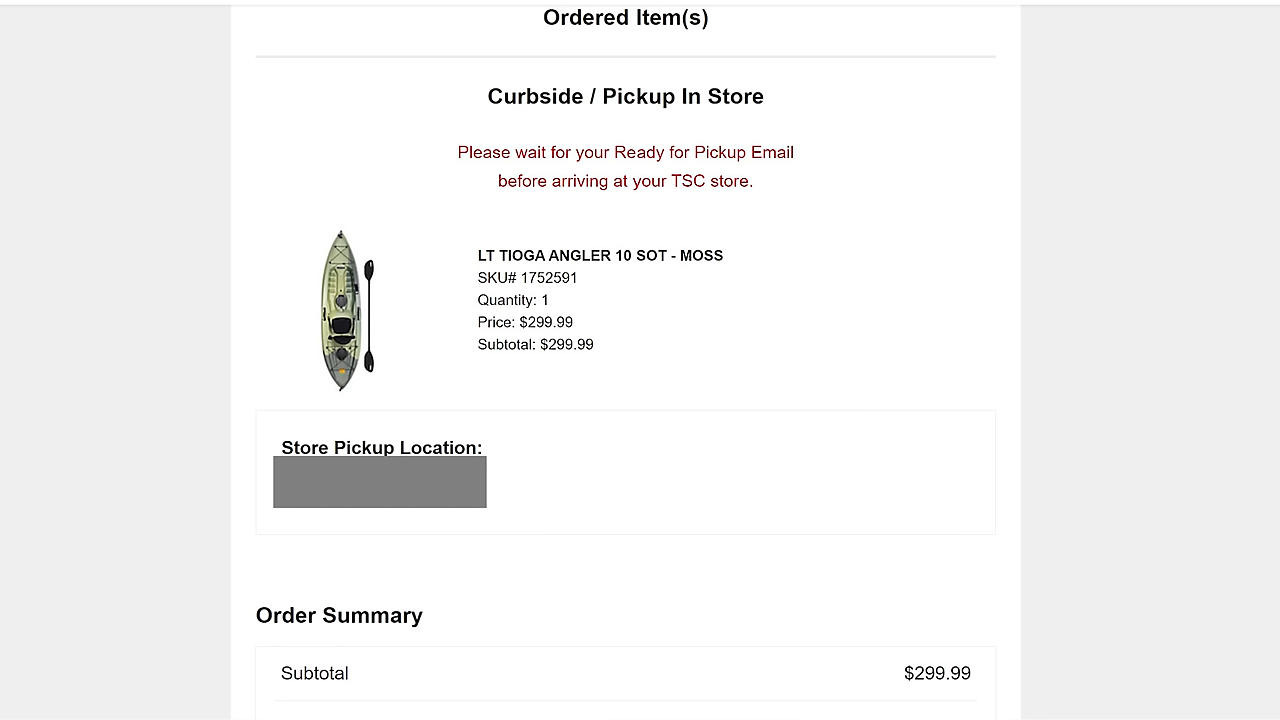 Ordered Item(s)
Curbside / Pickup In Store
Please wait for your Ready for Pickup Email
before arriving at your TSC store.
LT TIOGA ANGLER 10 SOT - MOSS
SKU# 1752591
Quantity: 1
Price: $299.99
Subtotal: $299.99
Store Pickup Location:
Order Summary
Subtotal $299.99